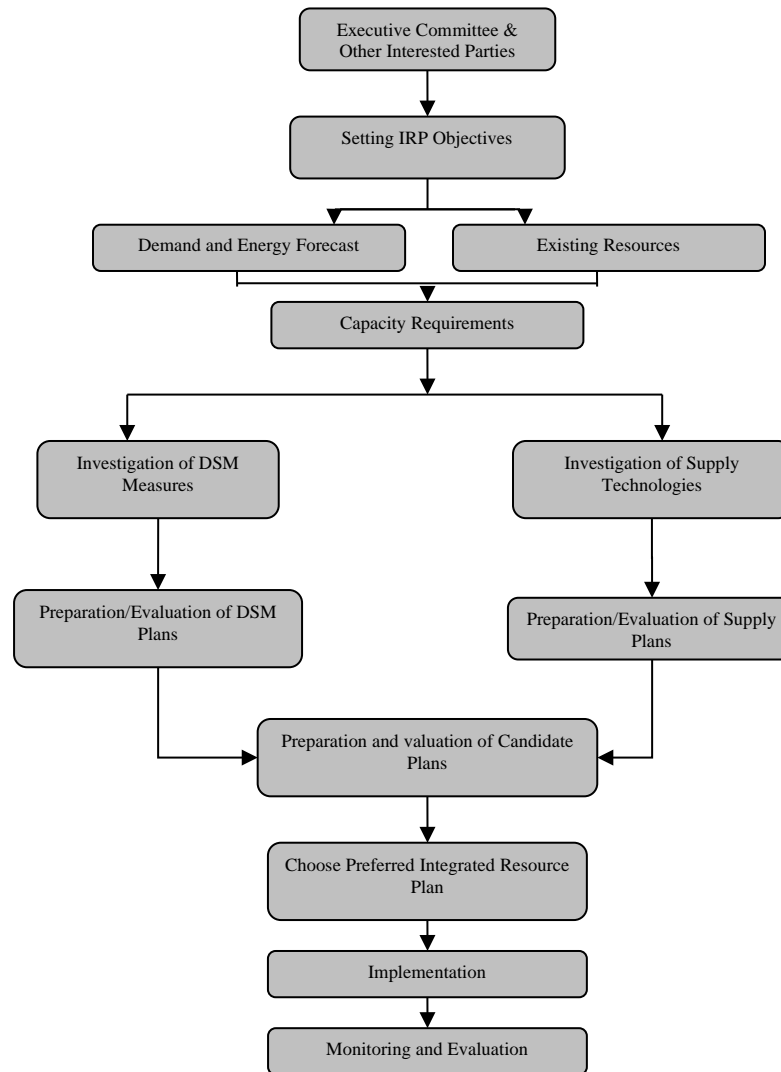 Executive Committee &
Other Interested Parties
Setting IRP Objectives
Demand and Energy Forecast
Existing Resources
Capacity Requirements
Investigation of DSM
Measures
Investigation of Supply
Technologies
Preparation/Evaluation of DSM
Plans
Preparation/Evaluation of Supply
Plans
Preparation and valuation of Candidate
Plans
Choose Preferred Integrated Resource
Plan
Implementation
Monitoring and Evaluation